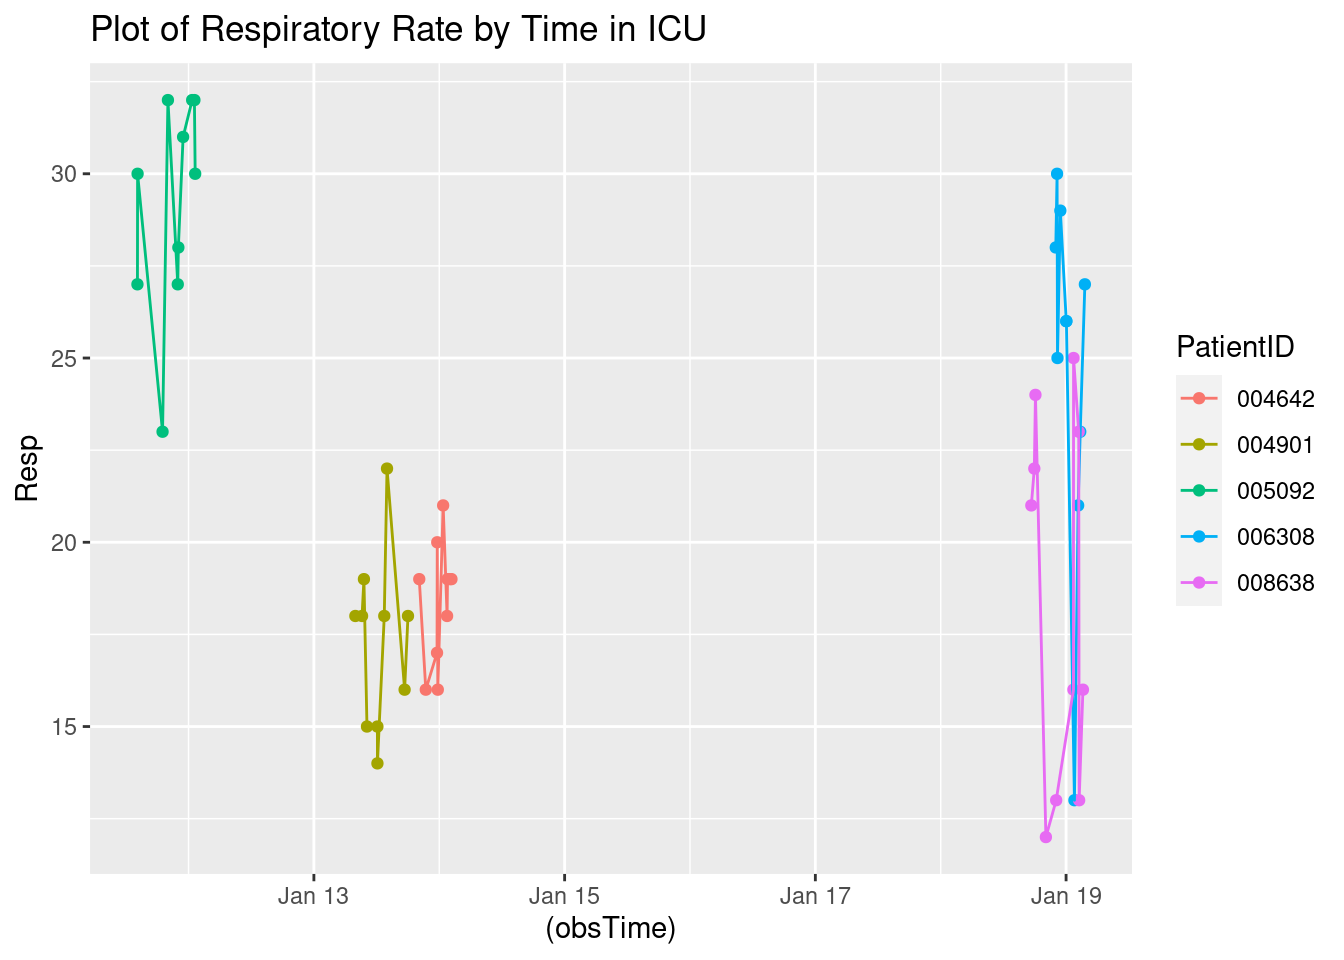 Plot of Respiratory Rate by Time in ICU
30
25
20
15
Resp
Jan 13
Jan 15
Jan 17
Jan 19
(obsTime)
PatientID
004642
004901
005092
006308
008638